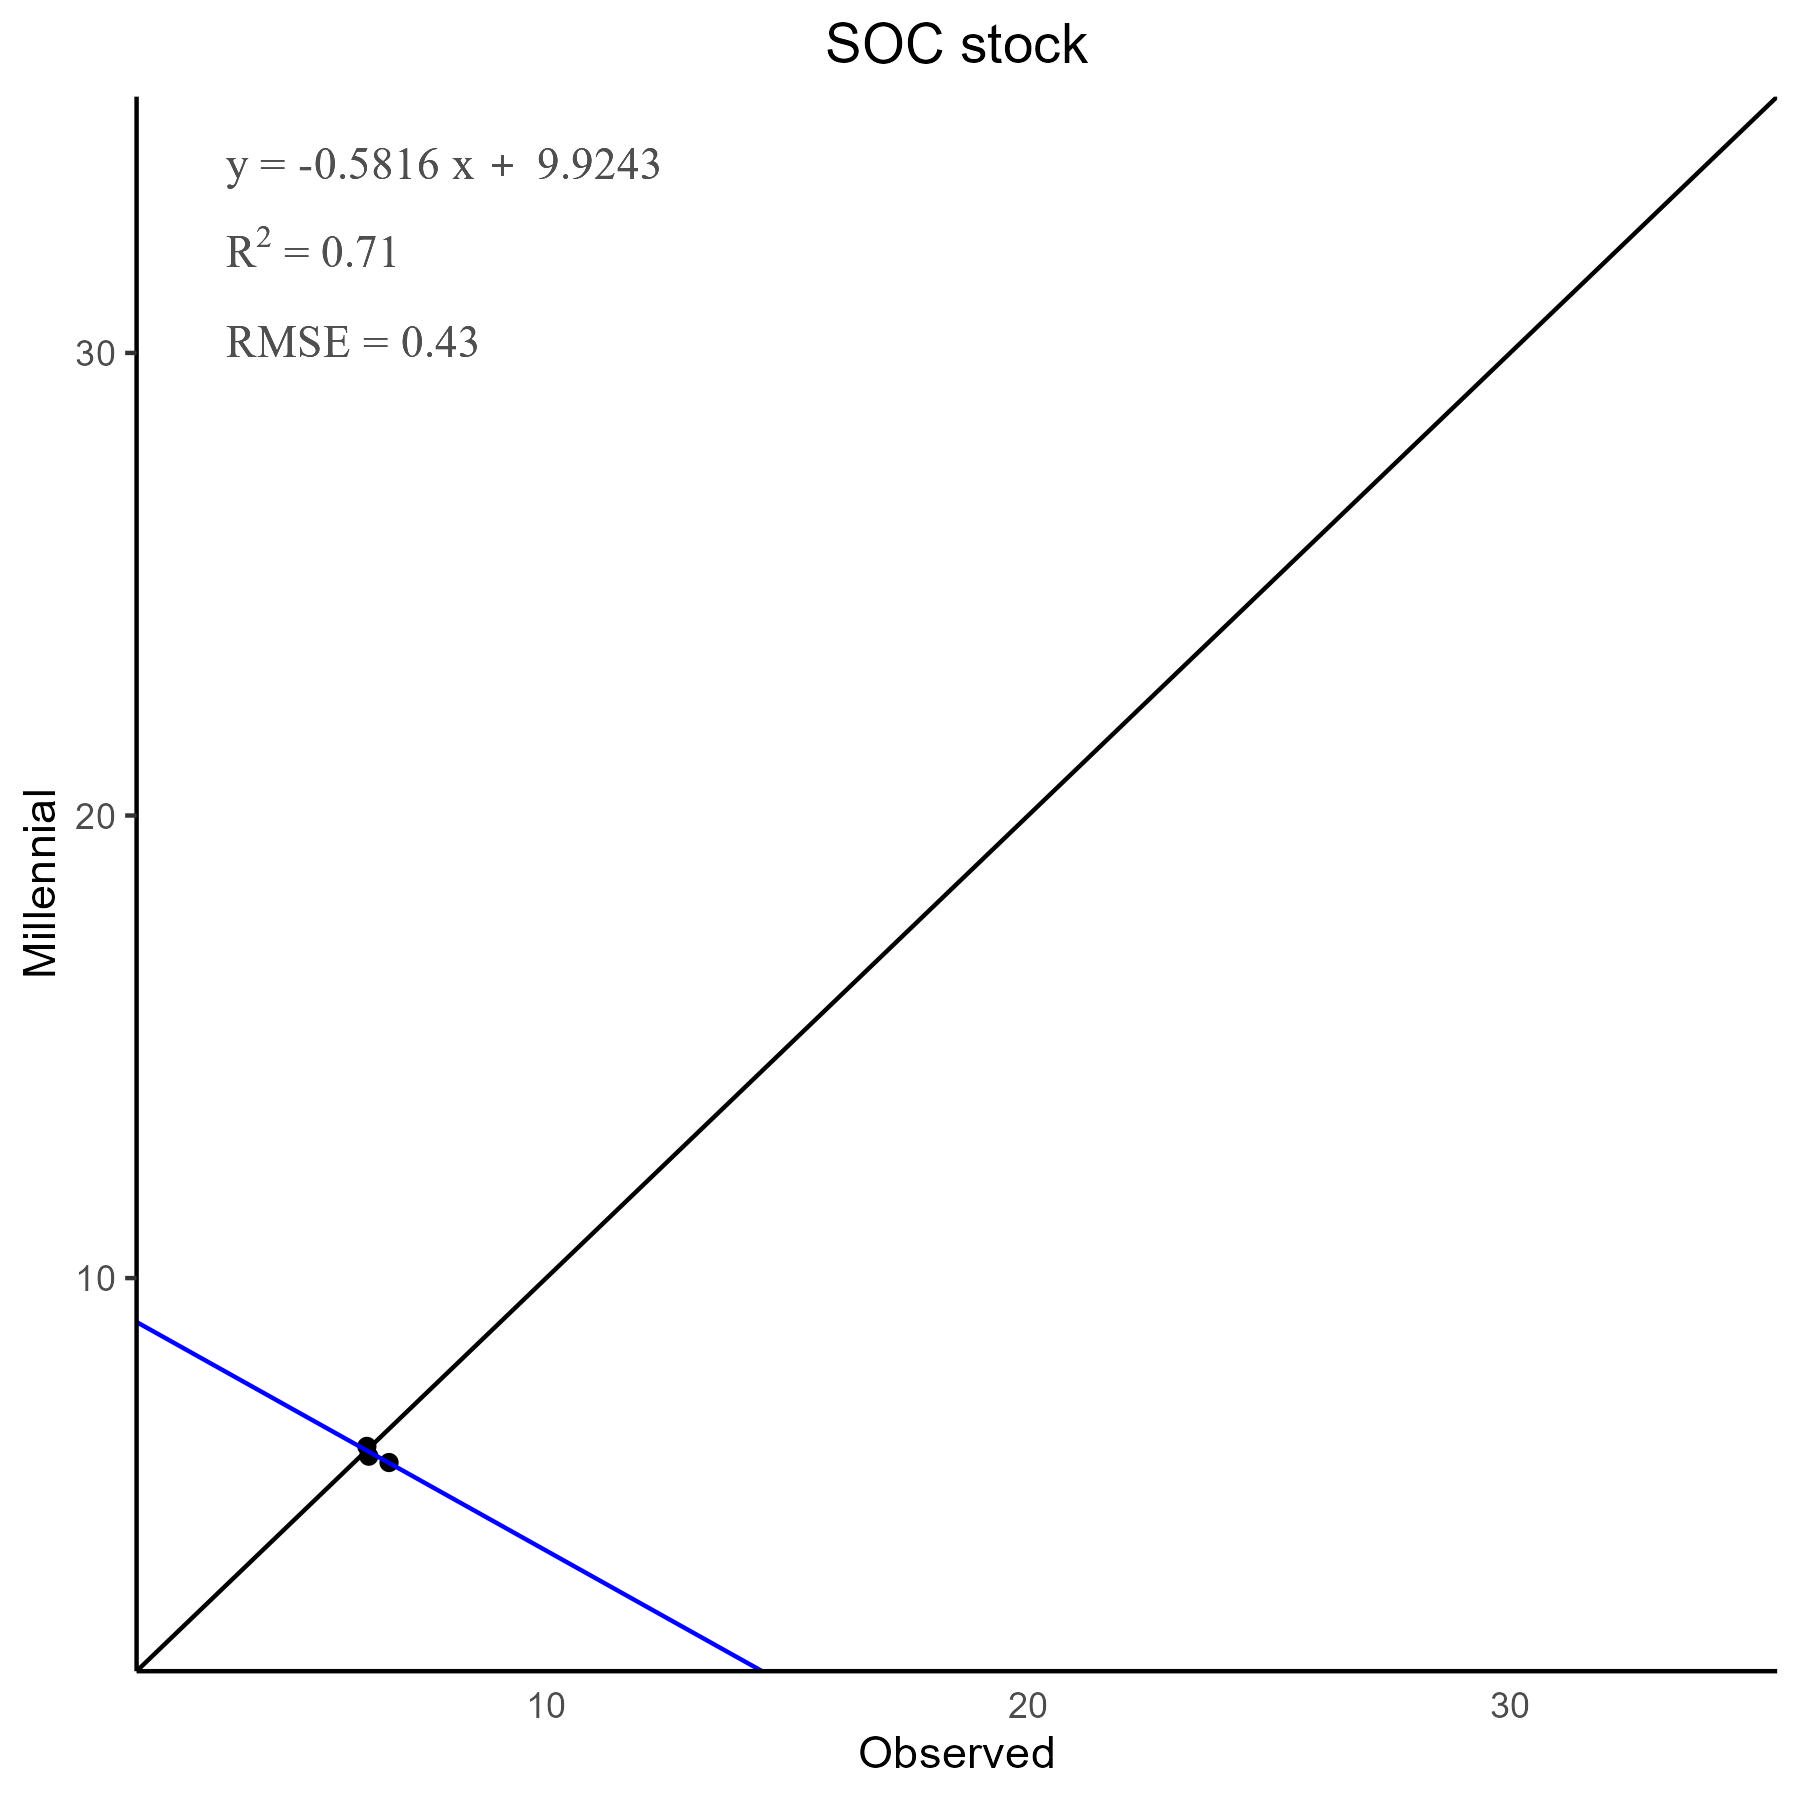 SOC stock
y = -0.5816 x + 9.9243
R² = 0.71
RMSE = 0.43
30
20
10
Millennial
10 20 30
Observed